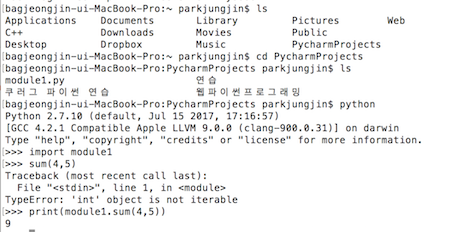 [bagjeongjin-ui-MacBook-Pro:~ parkjungjin$ ls
Applications Documents Library Pictures Web
C++ Downloads Movies Public
Desktop Dropbox Music PycharmProjects
[bagjeongjin-ui-MacBook-Pro:~ parkjungjin$ cd PycharmProjects
[bagjeongjin-ui-MacBook-Pro:PycharmProjects parkjungjin$ ls
module1.py 연습
쿠러그 파이썬 연습 웹파이썬프로그래밍
[bagjeongjin-ui-MacBook-Pro:PycharmProjects parkjungjin$ python
Python 2.7.10 (default, Jul 15 2017, 17:16:57)
[GCC 4.2.1 Compatible Apple LLVM 9.0.0 (clang-900.0.31)] on darwin
Type "help", "copyright", "credits" or "license" for more information.
[>>> import module1
[>>> sum(4,5)
Traceback (most recent call last):
File "<stdin>", line 1, in <module>
TypeError: 'int' object is not iterable
[>>> print(module1.sum(4,5))
9